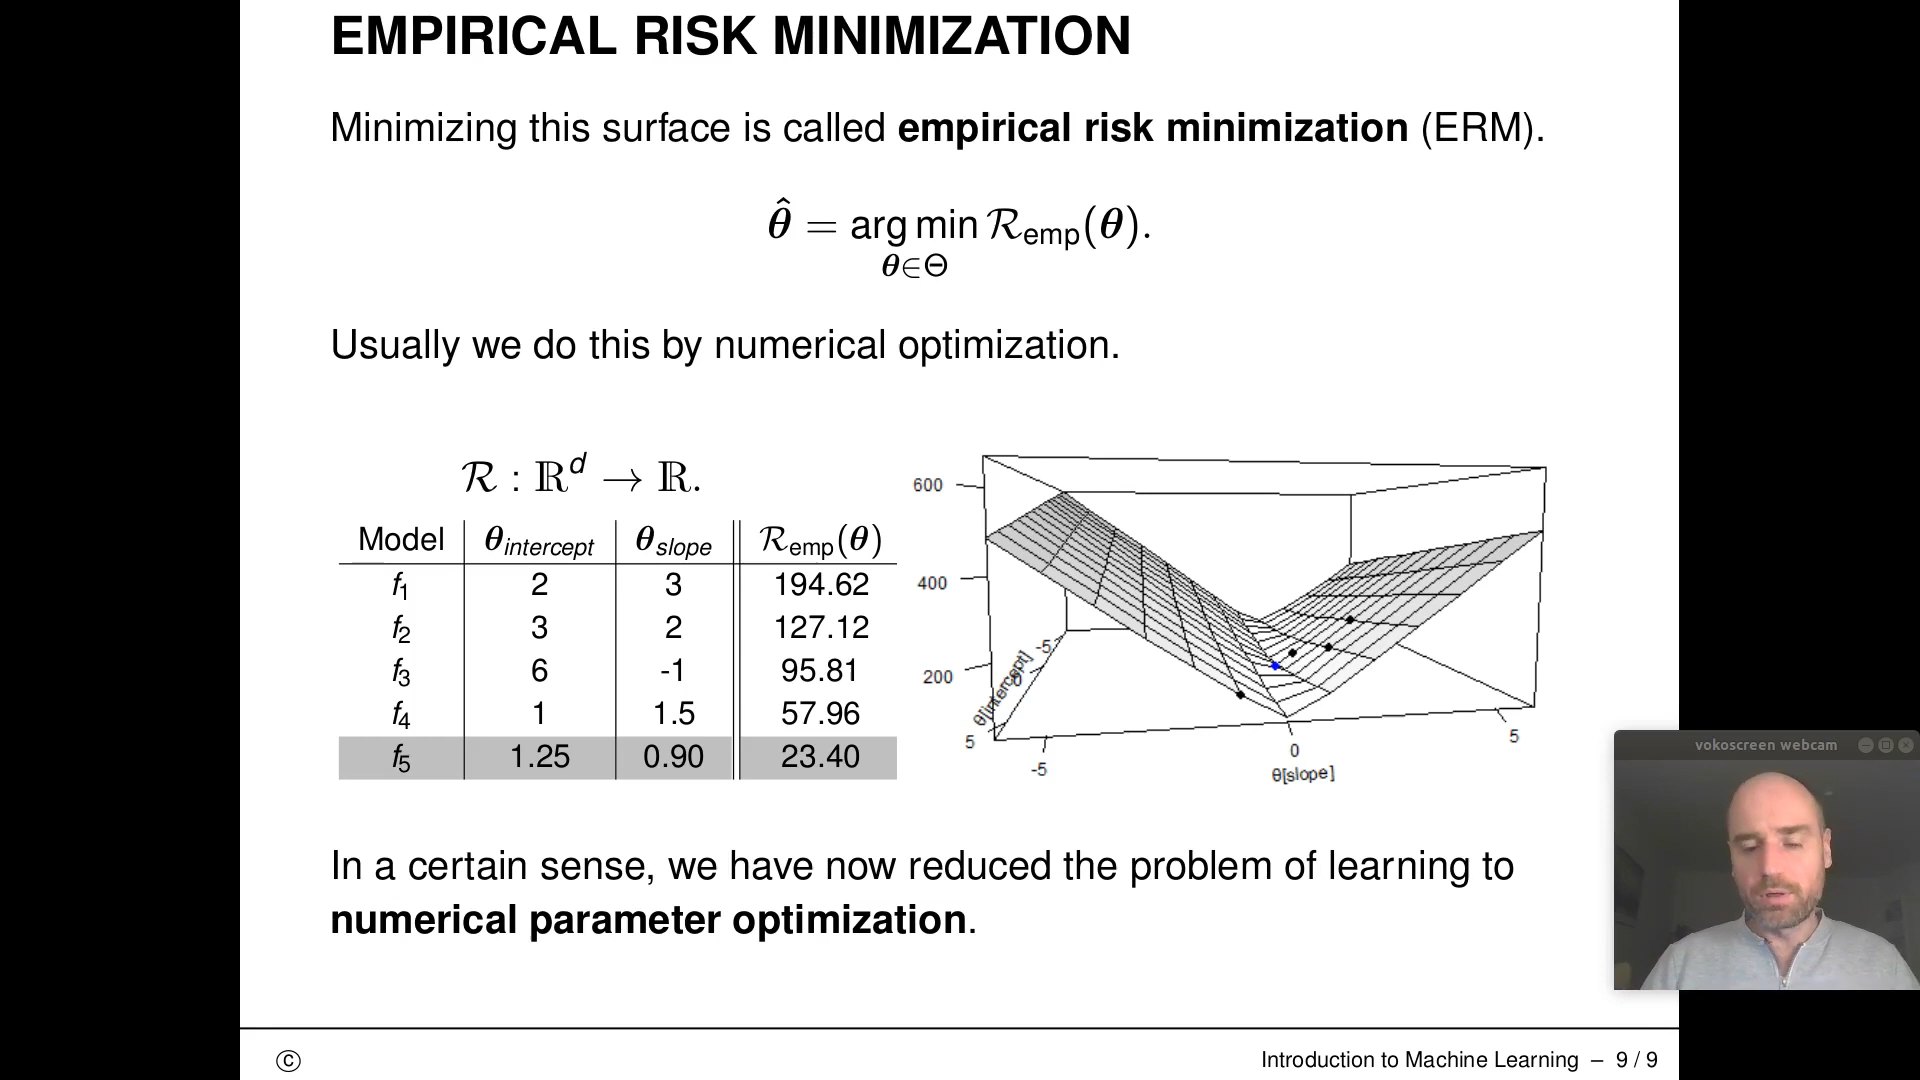 EMPIRICAL RISK MINIMIZATION
Minimizing this surface is called empirical risk minimization (ERM).
θ̂ = arg min R_emp(θ).
θ∈Θ
Usually we do this by numerical optimization.
R : ℝ^d → ℝ.
Model θ_intercept θ_slope R_emp(θ)
f1 2 3 194.62
f2 3 2 127.12
f3 6 -1 95.81
f4 1 1.5 57.96
f5 1.25 0.90 23.40
600
400
200
-5
0
5
θ[intercept]
-5
0
5
θ[slope]
vokoscreen webcam
In a certain sense, we have now reduced the problem of learning to
numerical parameter optimization.
©
Introduction to Machine Learning – 9 / 9